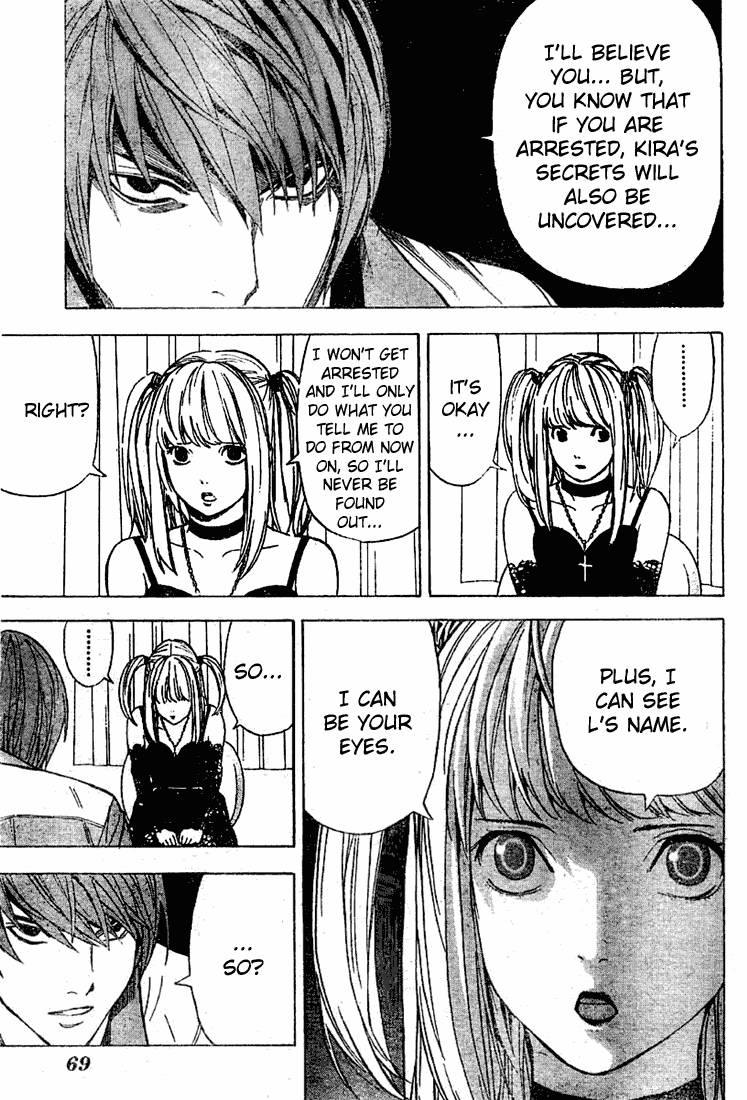 I'LL BELIEVE
YOU... BUT,
YOU KNOW THAT
IF YOU ARE
ARRESTED, KIRA'S
SECRETS WILL
ALSO BE
UNCOVERED...
.........
IT'S
OKAY
...
I WON'T GET
ARRESTED
AND I'LL ONLY
DO WHAT YOU
TELL ME TO
DO FROM NOW
ON, SO I'LL
NEVER BE
FOUND
OUT...
RIGHT?
PLUS, I
CAN SEE
L'S NAME.
I CAN
BE YOUR
EYES.
SO...
.........
...
SO?
69